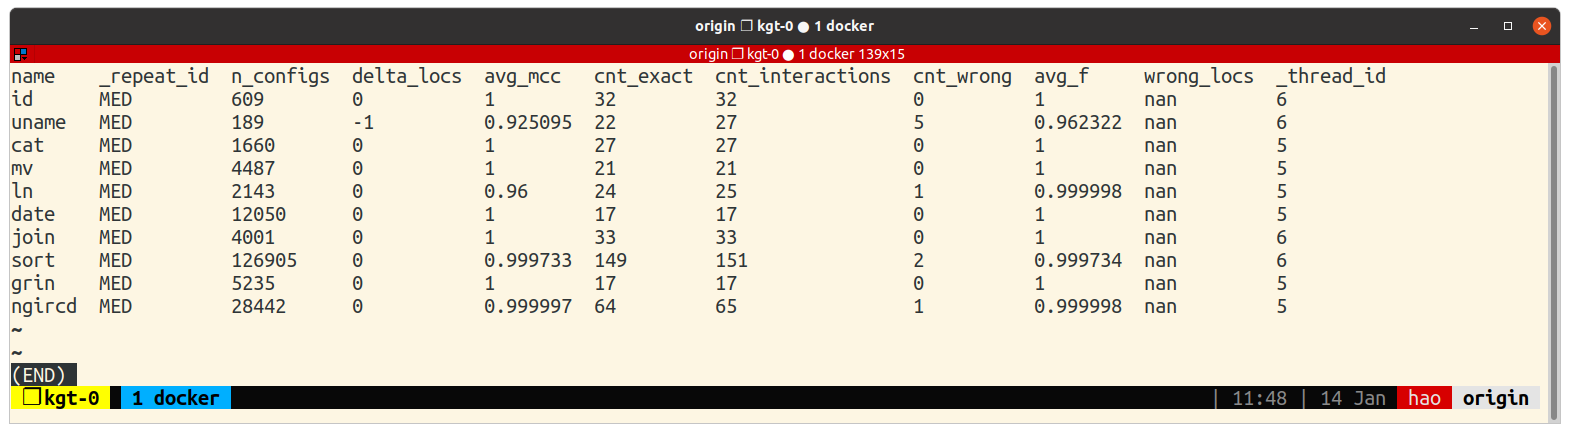 origin ❐ kgt-0 ● 1 docker
origin ❐ kgt-0 ● 1 docker 139x15
name _repeat_id n_configs delta_locs avg_mcc cnt_exact cnt_interactions cnt_wrong avg_f wrong_locs _thread_id
id MED 609 0 1 32 32 0 1 nan 6
uname MED 189 -1 0.925095 22 27 5 0.962322 nan 6
cat MED 1660 0 1 27 27 0 1 nan 5
mv MED 4487 0 1 21 21 0 1 nan 5
ln MED 2143 0 0.96 24 25 1 0.999998 nan 5
date MED 12050 0 1 17 17 0 1 nan 5
join MED 4001 0 1 33 33 0 1 nan 6
sort MED 126905 0 0.999733 149 151 2 0.999734 nan 6
grin MED 5235 0 1 17 17 0 1 nan 5
ngircd MED 28442 0 0.999997 64 65 1 0.999998 nan 5
~
~
(END)
❐ kgt-0 1 docker | 11:48 | 14 Jan hao origin